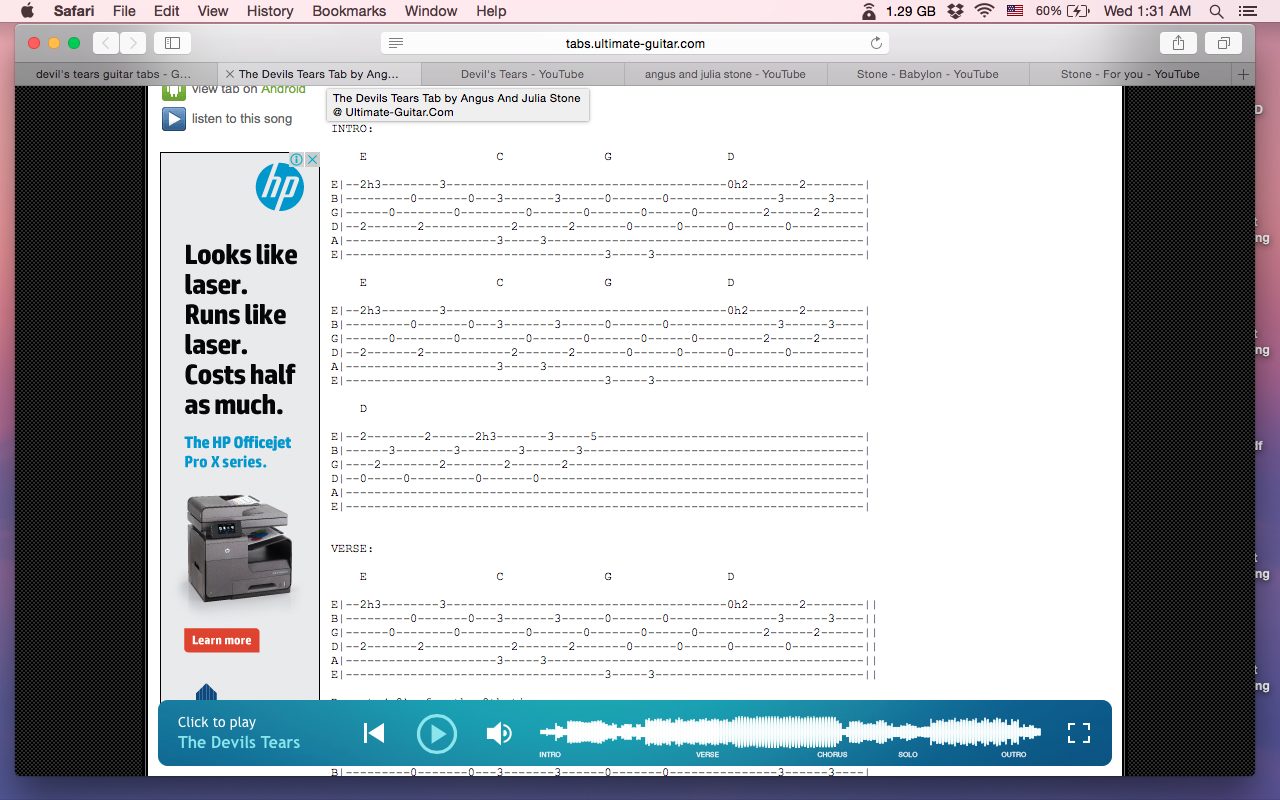 Safari File Edit View History Bookmarks Window Help 1.29 GB 60% Wed 1:31 AM
tabs.ultimate-guitar.com
devil's tears guitar tabs - G... The Devils Tears Tab by Ang... Devil's Tears - YouTube angus and julia stone - YouTube Stone - Babylon - YouTube Stone - For you - YouTube
view tab on Android
listen to this song
The Devils Tears Tab by Angus And Julia Stone
@ Ultimate-Guitar.Com
hp
Looks like
laser.
Runs like
laser.
Costs half
as much.
The HP Officejet
Pro X series.
Learn more
INTRO:
    E                  C              G                D
E|--2h3--------3---------------------------------------0h2-------2--------|
B|---------0-------0---3-------3------0-------0---------------3------3----|
G|------0--------0---------0-------0-------0------0---------2------2------|
D|--2-------2------------2-------2-------0------0------0-------0----------|
A|---------------------3-----3--------------------------------------------|
E|------------------------------------3-----3-----------------------------|
    E                  C              G                D
E|--2h3--------3---------------------------------------0h2-------2--------|
B|---------0-------0---3-------3------0-------0---------------3------3----|
G|------0--------0---------0-------0-------0------0---------2------2------|
D|--2-------2------------2-------2-------0------0------0-------0----------|
A|---------------------3-----3--------------------------------------------|
E|------------------------------------3-----3-----------------------------|
    D
E|--2--------2------2h3-------3-----5-------------------------------------|
B|------3--------3--------3-------3---------------------------------------|
G|----2--------2--------2-------2-----------------------------------------|
D|--0-----0---------0-------0---------------------------------------------|
A|------------------------------------------------------------------------|
E|------------------------------------------------------------------------|
VERSE:
    E                  C              G                D
E|--2h3--------3---------------------------------------0h2-------2--------||
B|---------0-------0---3-------3------0-------0---------------3------3----||
G|------0--------0---------0-------0-------0------0---------2------2------||
D|--2-------2------------2-------2-------0------0------0-------0----------||
A|---------------------3-----3--------------------------------------------||
E|------------------------------------3-----3-----------------------------||
Click to play
The Devils Tears
INTRO VERSE CHORUS SOLO OUTRO
B|---------0-------0---3-------3------0-------0---------------3------3----|